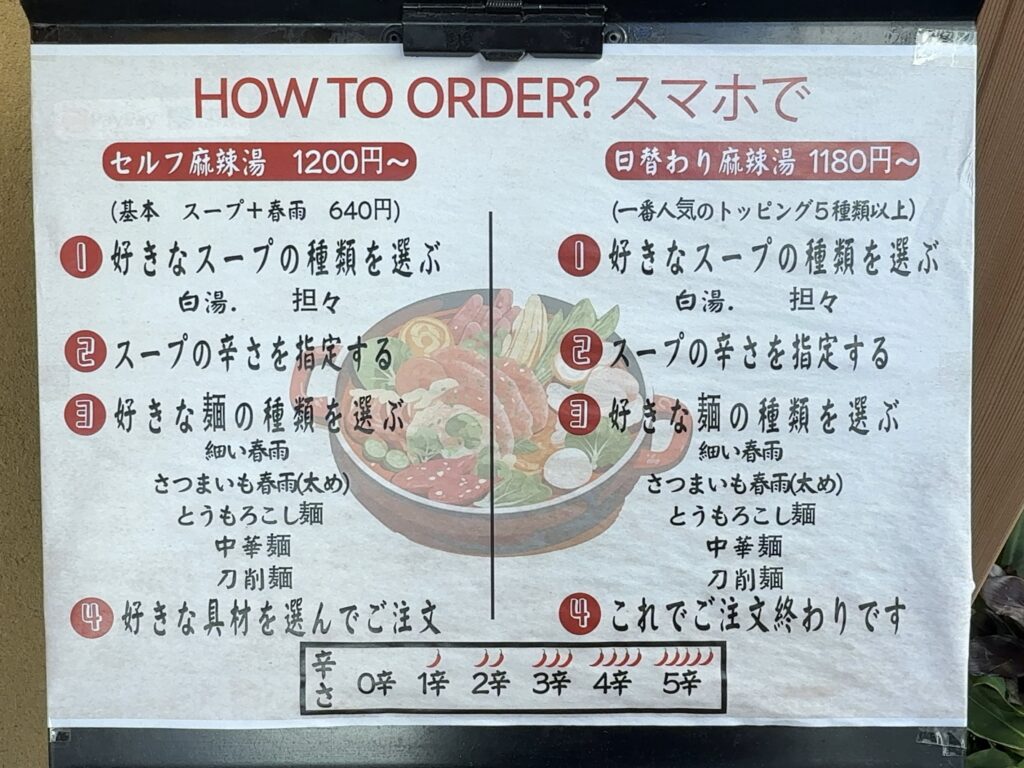 HOW TO ORDER? スマホで
PayPay
セルフ麻辣湯 1200円～
(基本 スープ+春雨 640円)
1 好きなスープの種類を選ぶ
白湯. 担々
2 スープの辛さを指定する
3 好きな麺の種類を選ぶ
細い春雨
さつまいも春雨(太め)
とうもろこし麺
中華麺
刀削麺
4 好きな具材を選んでご注文
日替わり麻辣湯 1180円～
(一番人気のトッピング5種類以上)
1 好きなスープの種類を選ぶ
白湯. 担々
2 スープの辛さを指定する
3 好きな麺の種類を選ぶ
細い春雨
さつまいも春雨(太め)
とうもろこし麺
中華麺
刀削麺
4 これでご注文終わりです
辛さ 0辛 1辛 2辛 3辛 4辛 5辛